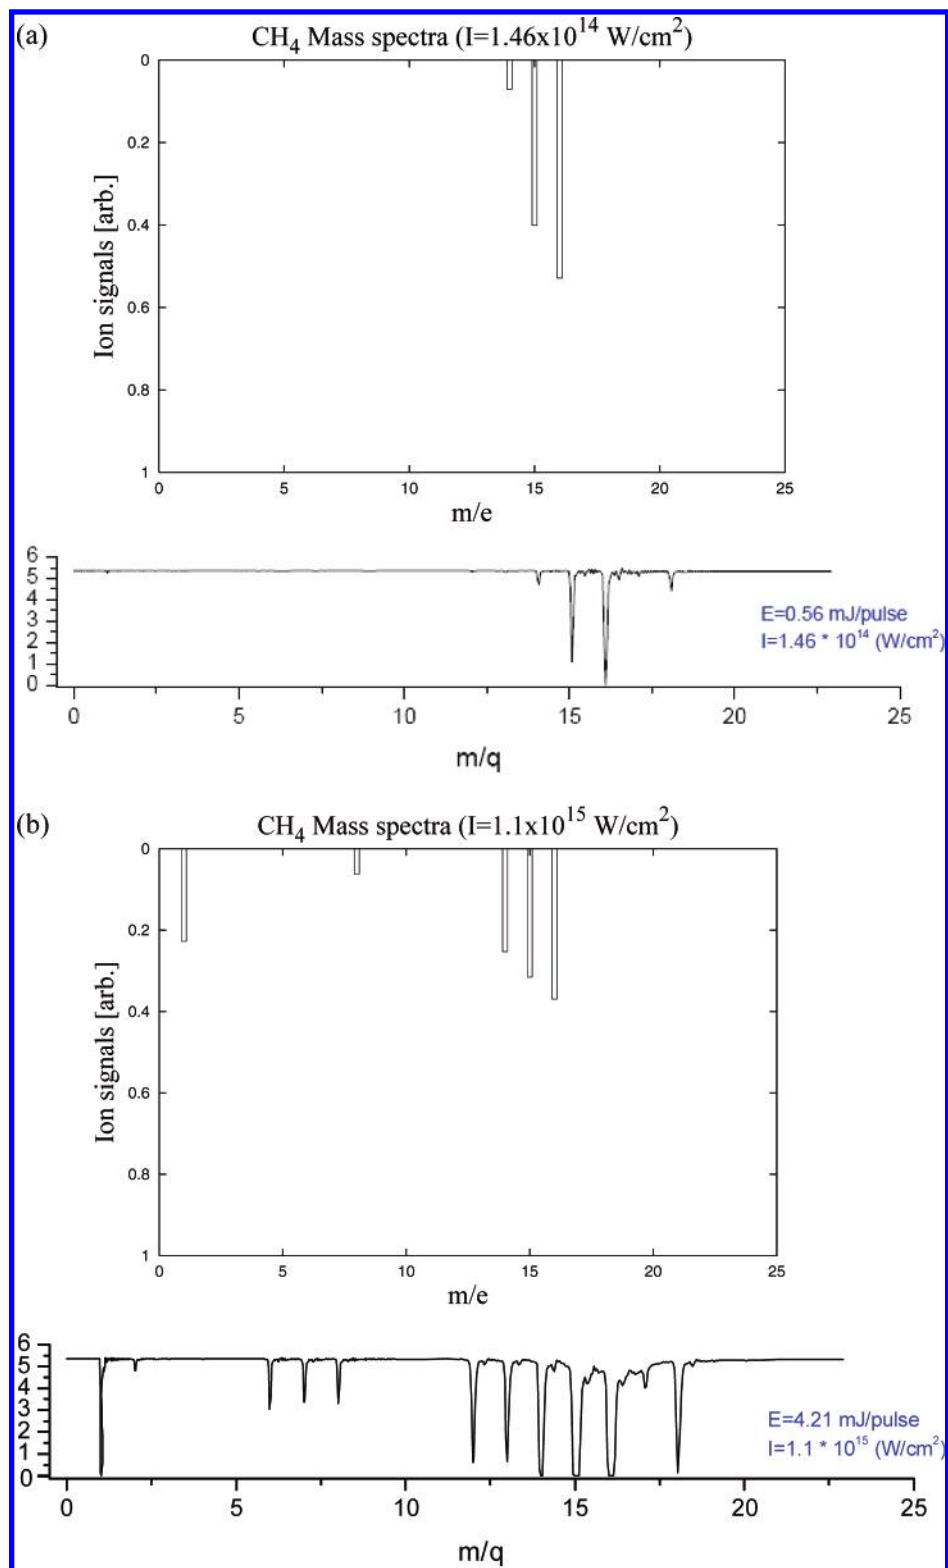 (a)
CH4 Mass spectra (I=1.46x10^14 W/cm^2)
0
0.2
0.4
0.6
0.8
1
Ion signals [arb.]
0 5 10 15 20 25
m/e
6
5
4
3
2
1
0
E=0.56 mJ/pulse
I=1.46 * 10^14 (W/cm^2)
0 5 10 15 20 25
m/q
(b)
CH4 Mass spectra (I=1.1x10^15 W/cm^2)
0
0.2
0.4
0.6
0.8
1
Ion signals [arb.]
0 5 10 15 20 25
m/e
6
5
4
3
2
1
0
E=4.21 mJ/pulse
I=1.1 * 10^15 (W/cm^2)
0 5 10 15 20 25
m/q